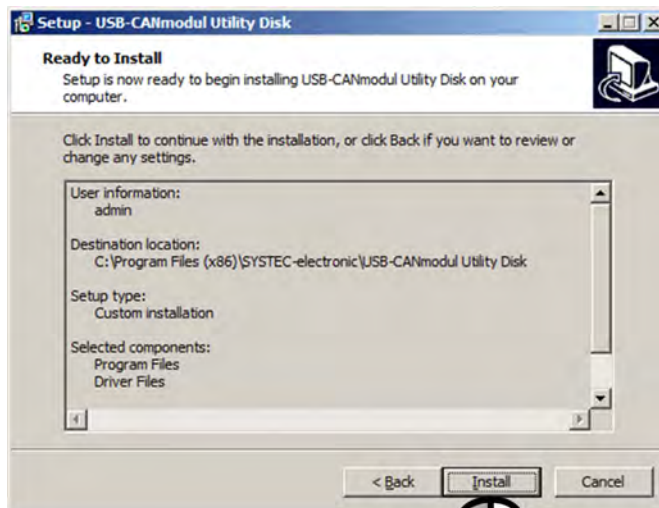 Setup - USB-CANmodul Utility Disk
Ready to Install
Setup is now ready to begin installing USB-CANmodul Utility Disk on your
computer.
Click Install to continue with the installation, or click Back if you want to review or
change any settings.
User information:
admin
Destination location:
C:\Program Files (x86)\SYSTEC-electronic\USB-CANmodul Utility Disk
Setup type:
Custom installation
Selected components:
Program Files
Driver Files
< Back Install Cancel